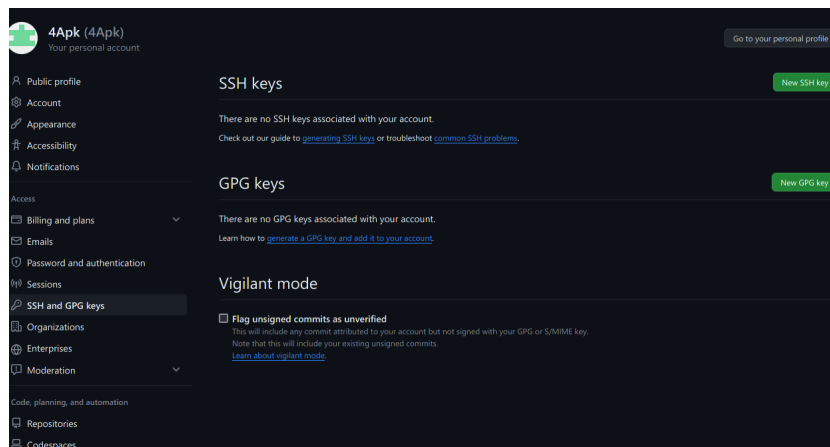 4Apk (4Apk)
Your personal account
Go to your personal profile
Public profile
Account
Appearance
Accessibility
Notifications
Access
Billing and plans
Emails
Password and authentication
Sessions
SSH and GPG keys
Organizations
Enterprises
Moderation
Code, planning, and automation
Repositories
Codespaces
SSH keys
New SSH key
There are no SSH keys associated with your account.
Check out our guide to generating SSH keys or troubleshoot common SSH problems.
GPG keys
New GPG key
There are no GPG keys associated with your account.
Learn how to generate a GPG key and add it to your account.
Vigilant mode
Flag unsigned commits as unverified
This will include any commit attributed to your account but not signed with your GPG or S/MIME key.
Note that this will include your existing unsigned commits.
Learn about vigilant mode.